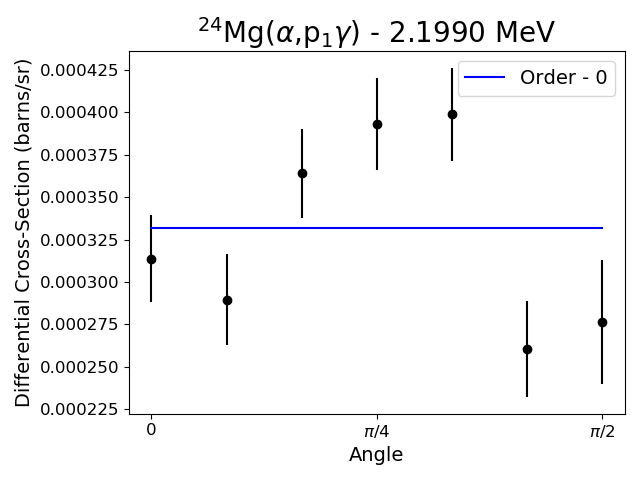 ²⁴Mg(α,p₁γ) - 2.1990 MeV
Order - 0
Differential Cross-Section (barns/sr)
0.000425
0.000400
0.000375
0.000350
0.000325
0.000300
0.000275
0.000250
0.000225
0 π/4 π/2
Angle